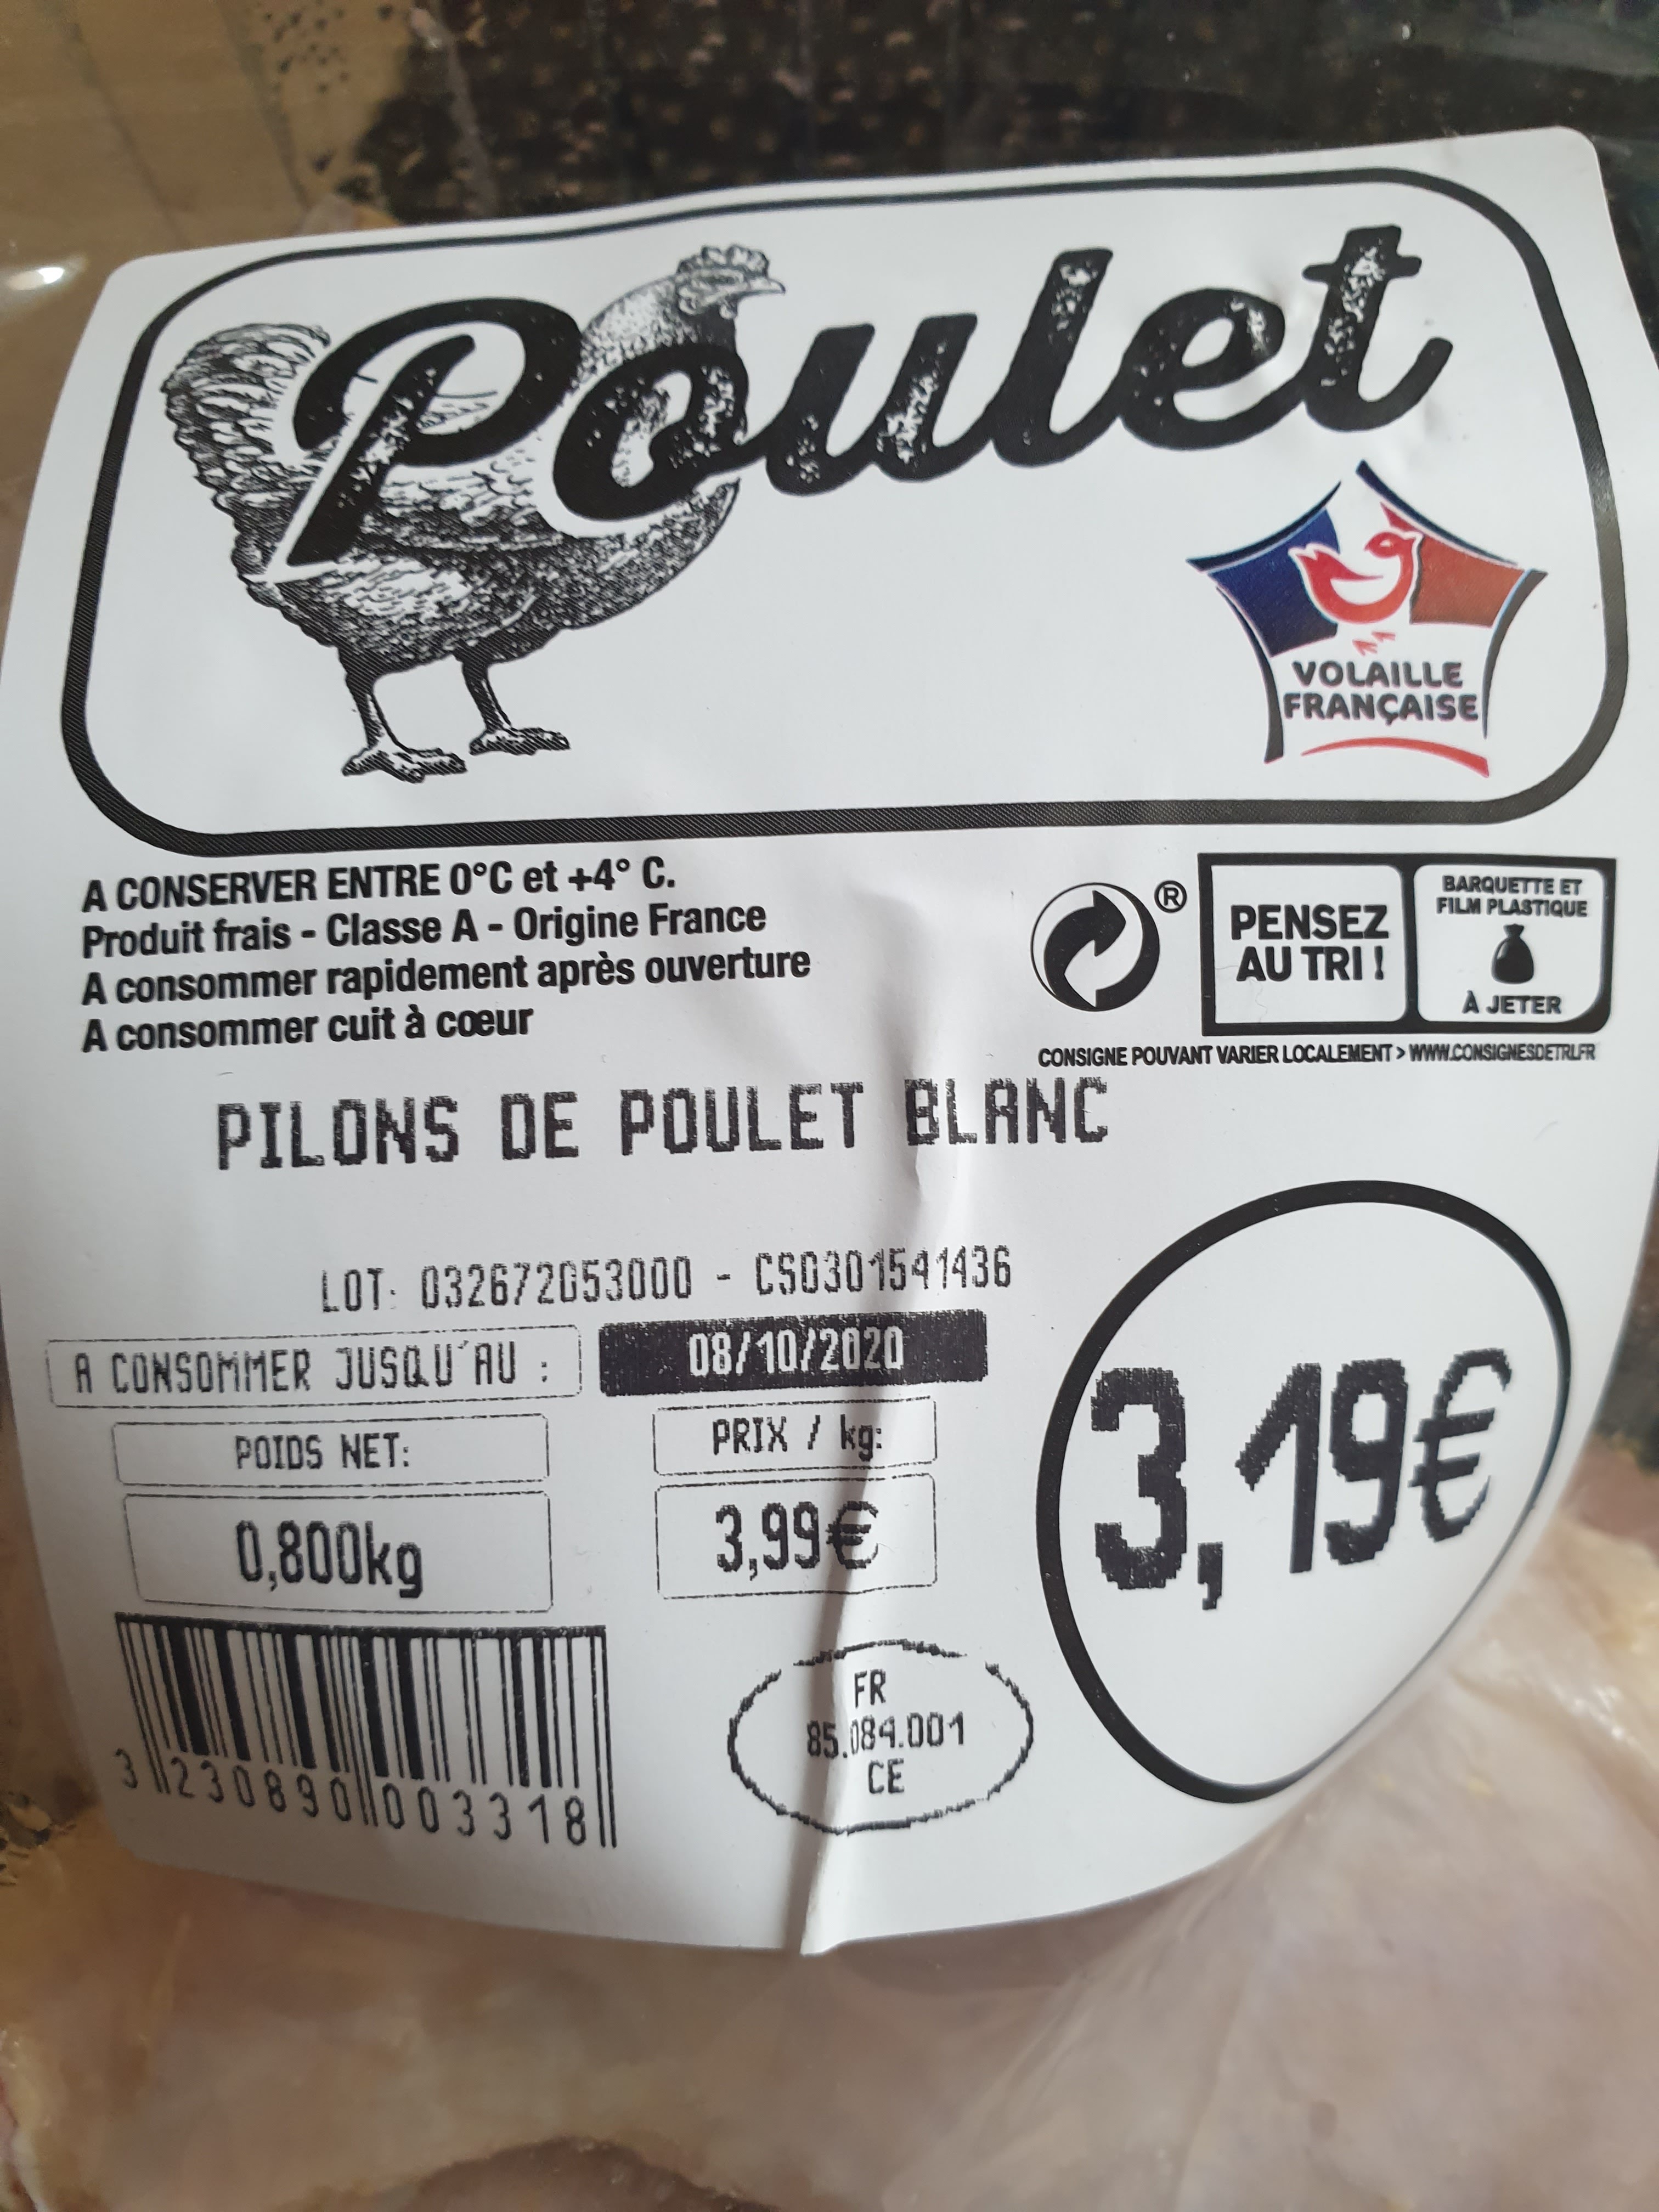 Poulet
VOLAILLE
FRANÇAISE
A CONSERVER ENTRE 0°C et +4° C.
Produit frais - Classe A - Origine France
A consommer rapidement après ouverture
A consommer cuit à cœur
®
PENSEZ
AU TRI !
BARQUETTE ET
FILM PLASTIQUE
À JETER
CONSIGNE POUVANT VARIER LOCALEMENT > WWW.CONSIGNESDETRI.FR
PILONS DE POULET BLANC
LOT: 032672053000 - CS0301541436
A CONSOMMER JUSQU'AU :
08/10/2020
POIDS NET:
PRIX / kg:
0,800kg
3,99€
3,19€
FR
85.084.001
CE
3 230890 003318